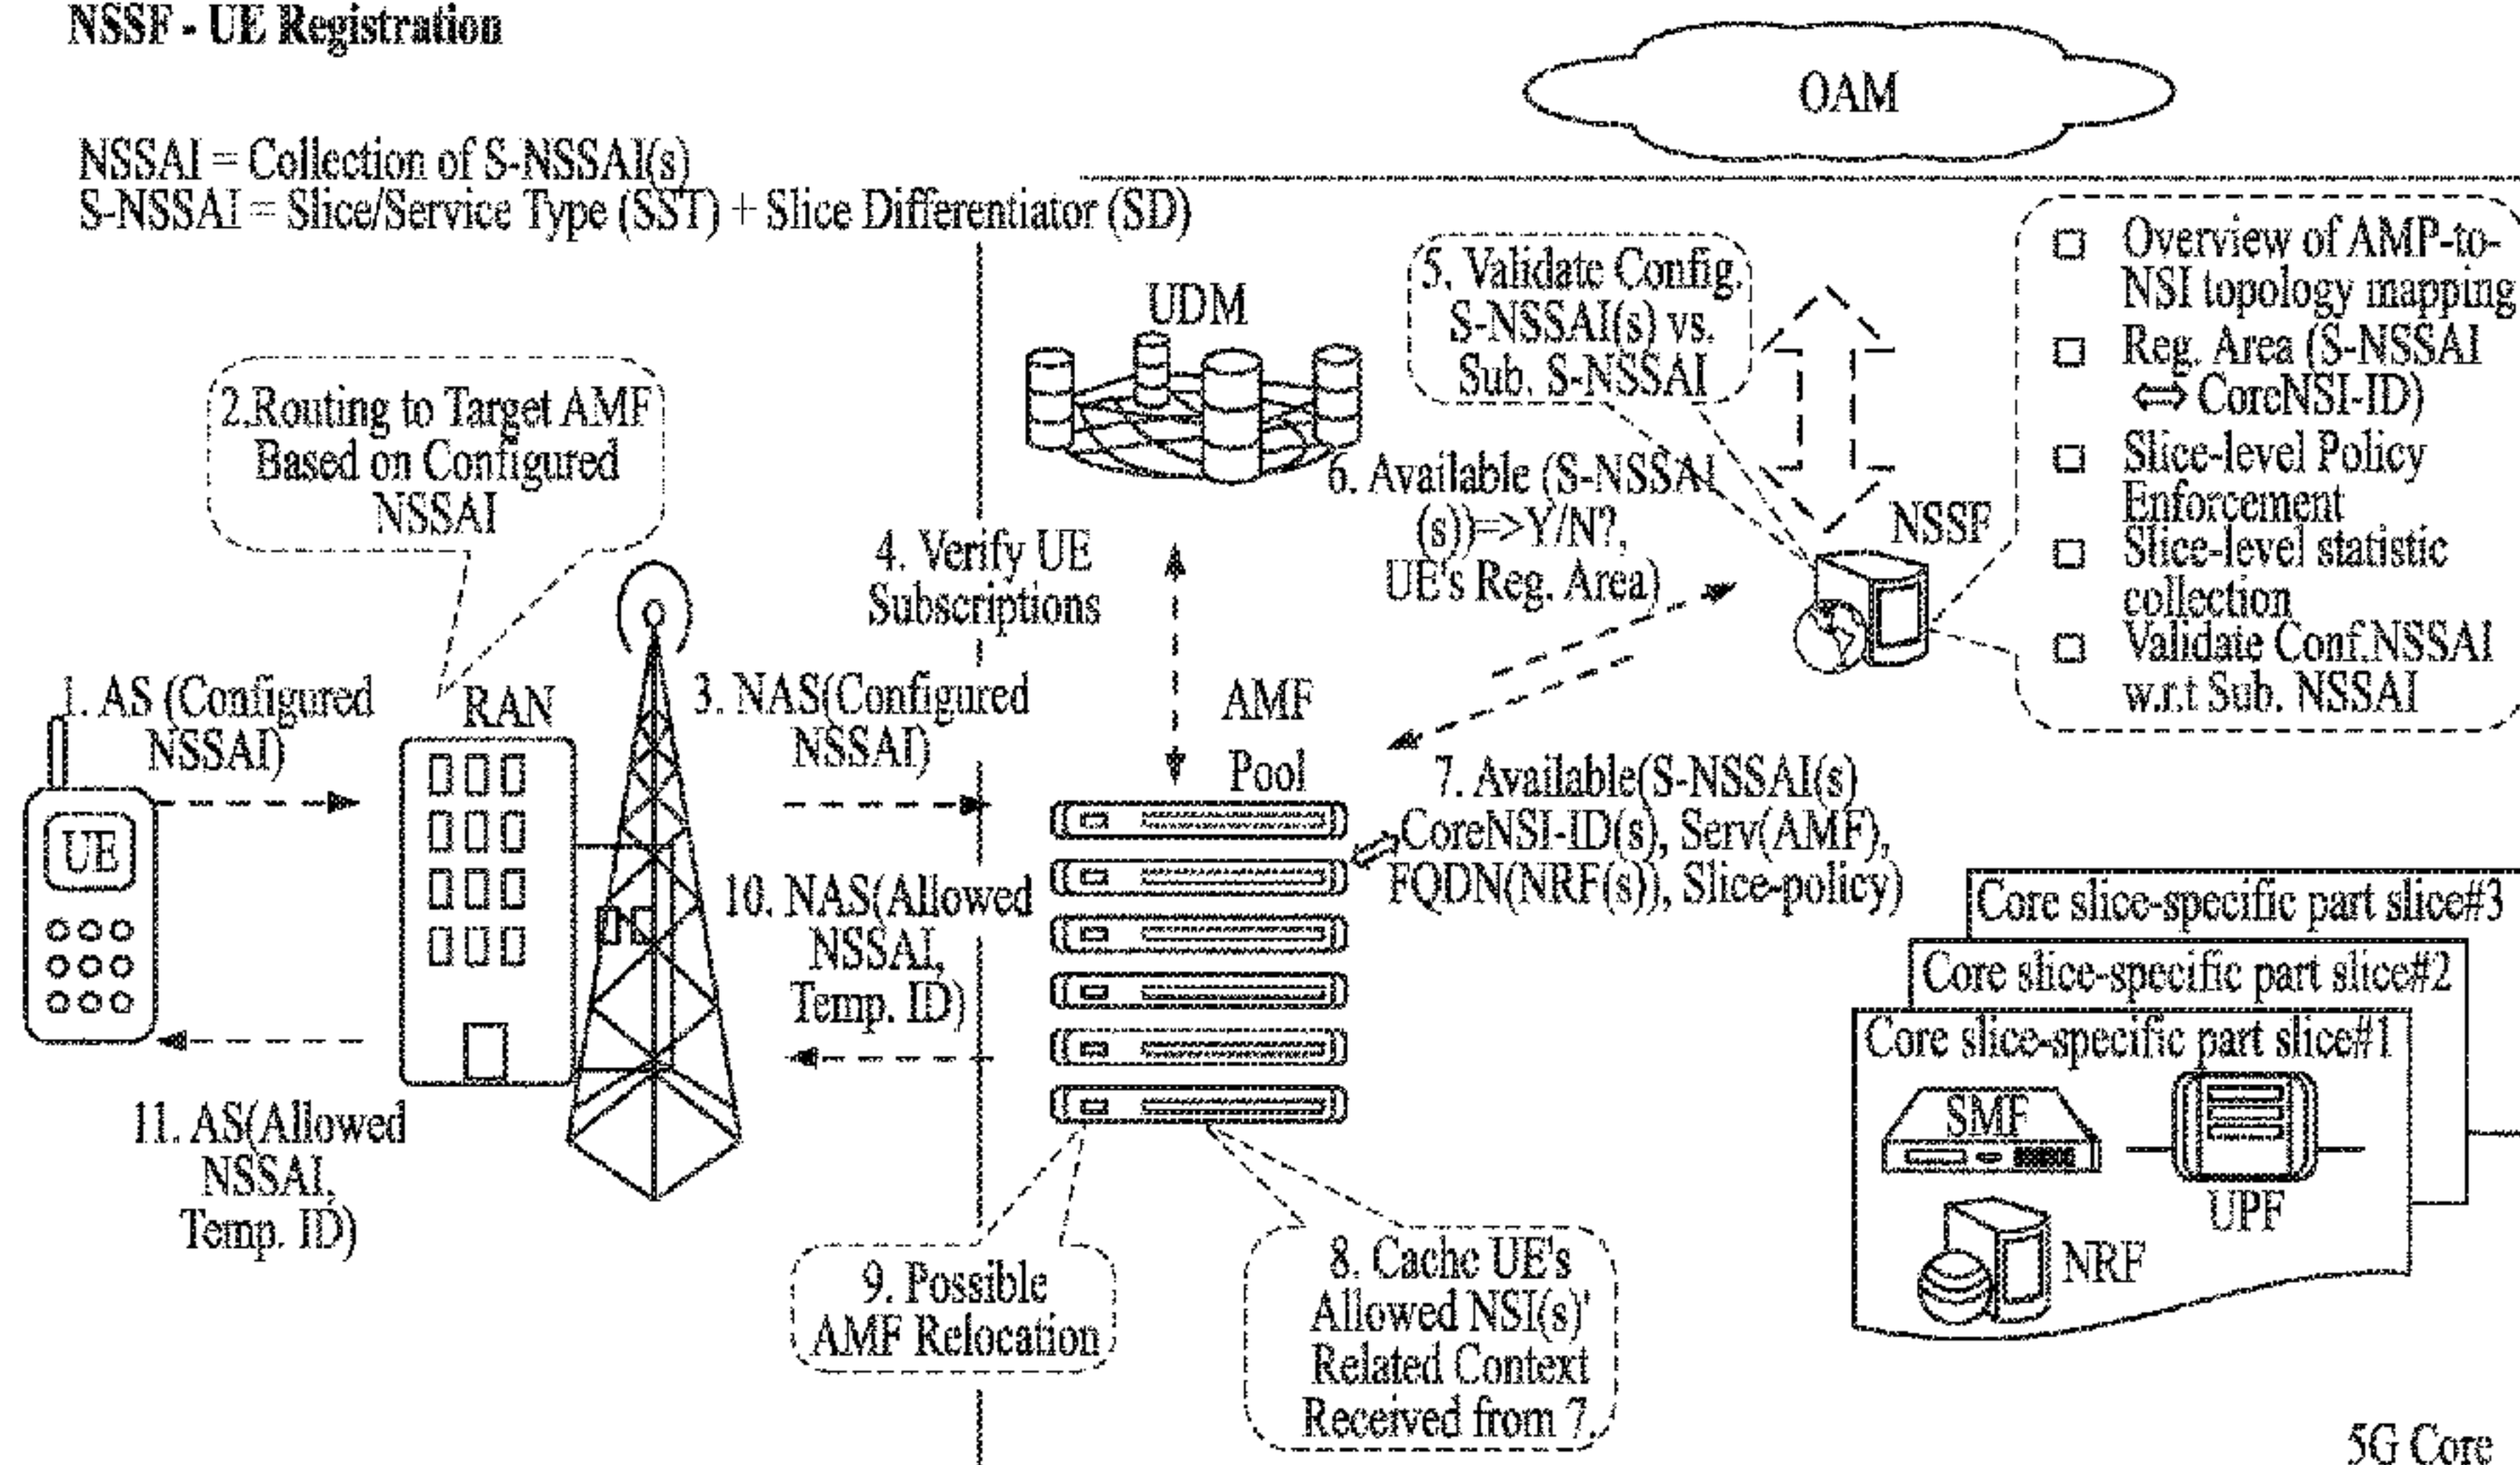 NSSF - UE Registration
OAM
NSSAI = Collection of S-NSSAI(s)
S-NSSAI = Slice/Service Type (SST) + Slice Differentiator (SD)
2.Routing to Target AMF
Based on Configured
NSSAI
UDM
5. Validate Config.
S-NSSAI(s) vs.
Sub. S-NSSAI
Overview of AMP-to-
NSI topology mapping
Reg. Area (S-NSSAI
⇔ CoreNSI-ID)
Slice-level Policy
Enforcement
Slice-level statistic
collection
Validate Conf.NSSAI
w.r.t Sub. NSSAI
4. Verify UE
Subscriptions
6. Available (S-NSSAI
(s))=>Y/N?,
UE's Reg. Area)
NSSF
1. AS (Configured
NSSAI)
RAN
3. NAS(Configured
NSSAI)
AMF
Pool
7. Available(S-NSSAI(s)
CoreNSI-ID(s), Serv(AMF),
FQDN(NRF(s)), Slice-policy)
UE
10. NAS(Allowed
NSSAI,
Temp. ID)
11. AS(Allowed
NSSAI,
Temp. ID)
Core slice-specific part slice#3
Core slice-specific part slice#2
Core slice-specific part slice#1
SMF
UPF
NRF
9. Possible
AMF Relocation
8. Cache UE's
Allowed NSI(s)'
Related Context
Received from 7.
5G Core